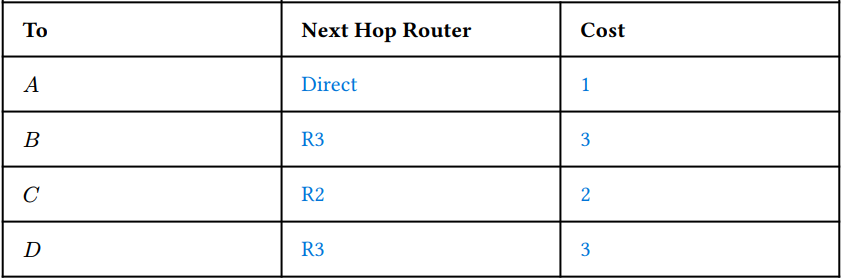 To Next Hop Router Cost
A Direct 1
B R3 3
C R2 2
D R3 3